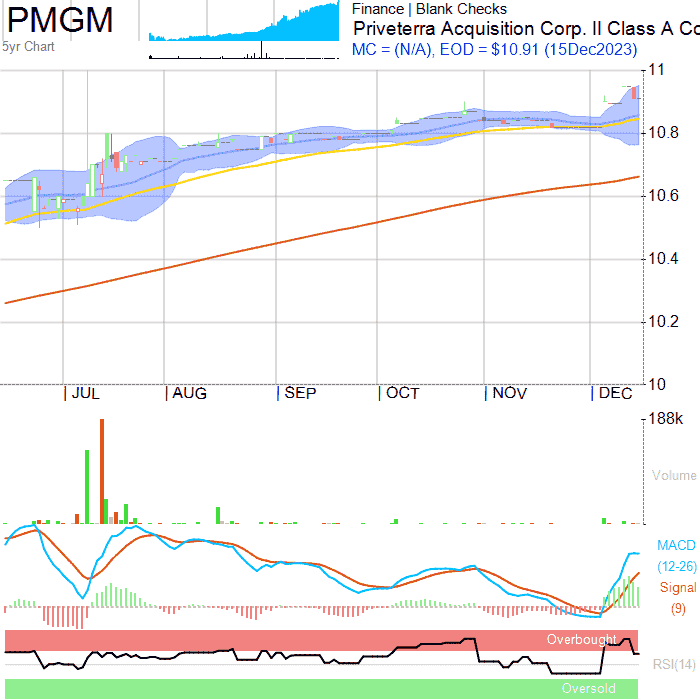 PMGM
5yr Chart
Finance | Blank Checks
Priveterra Acquisition Corp. II Class A Co
MC = (N/A), EOD = $10.91 (15Dec2023)
11
10.8
10.6
10.4
10.2
10
JUL
AUG
SEP
OCT
NOV
DEC
188k
Volume
MACD
(12-26)
Signal
(9)
Overbought
RSI(14)
Oversold